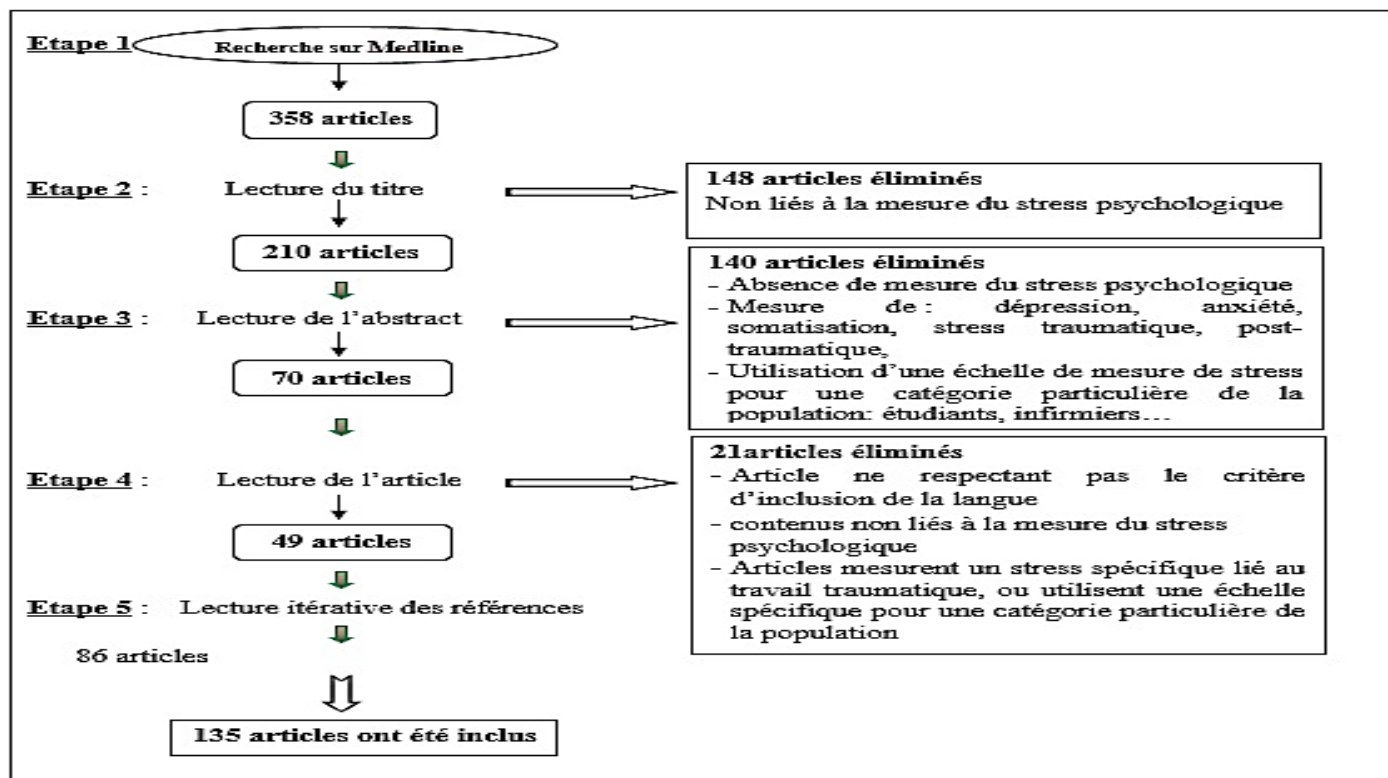 Etape 1
Recherche sur Medline
358 articles
Etape 2 :
Lecture du titre
148 articles éliminés
Non liés à la mesure du stress psychologique
210 articles
Etape 3 :
Lecture de l'abstract
140 articles éliminés
- Absence de mesure du stress psychologique
- Mesure de : dépression, anxiété,
somatisation, stress traumatique, post-
traumatique,
- Utilisation d'une échelle de mesure de stress
pour une catégorie particulière de la
population: étudiants, infirmiers…
70 articles
Etape 4 :
Lecture de l'article
21articles éliminés
- Article ne respectant pas le critère
d'inclusion de la langue
- contenus non liés à la mesure du stress
psychologique
- Articles mesurent un stress spécifique lié au
travail traumatique, ou utilisent une échelle
spécifique pour une catégorie particulière de
la population
49 articles
Etape 5 :
Lecture itérative des références
86 articles
135 articles ont été inclus